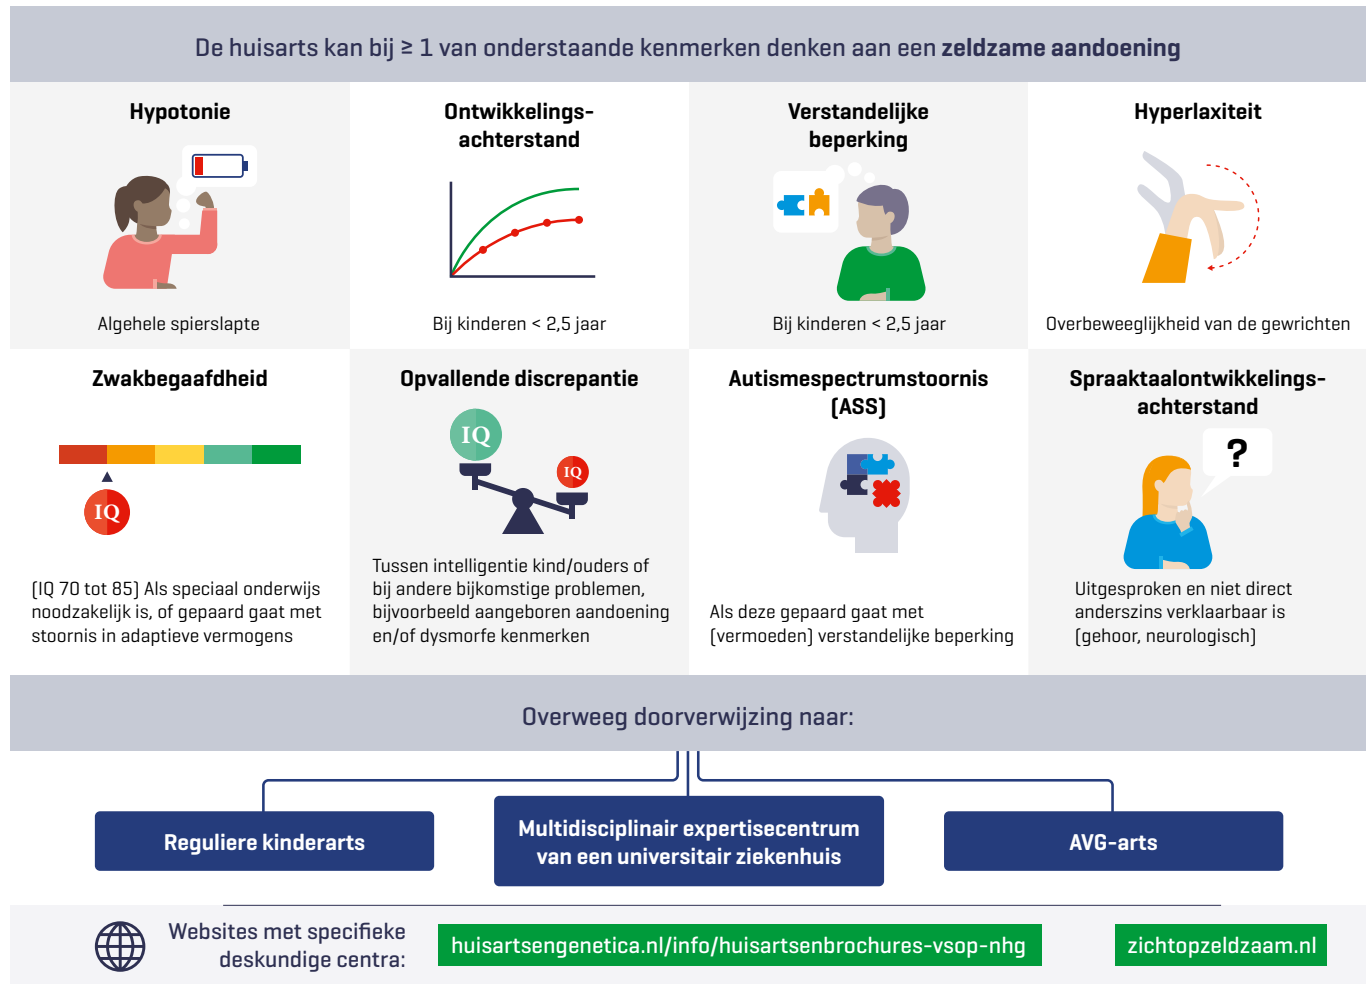 De huisarts kan bij ≥ 1 van onderstaande kenmerken denken aan een zeldzame aandoening
Hypotonie
Algehele spierslapte
Ontwikkelings-
achterstand
Bij kinderen < 2,5 jaar
Verstandelijke
beperking
Bij kinderen < 2,5 jaar
Hyperlaxiteit
Overbeweeglijkheid van de gewrichten
Zwakbegaafdheid
IQ
(IQ 70 tot 85) Als speciaal onderwijs
noodzakelijk is, of gepaard gaat met
stoornis in adaptieve vermogens
Opvallende discrepantie
IQ
IQ
Tussen intelligentie kind/ouders of
bij andere bijkomstige problemen,
bijvoorbeeld aangeboren aandoening
en/of dysmorfe kenmerken
Autismespectrumstoornis
(ASS)
Als deze gepaard gaat met
(vermoeden) verstandelijke beperking
Spraaktaalontwikkelings-
achterstand
?
Uitgesproken en niet direct
anderszins verklaarbaar is
(gehoor, neurologisch)
Overweeg doorverwijzing naar:
Reguliere kinderarts
Multidisciplinair expertisecentrum
van een universitair ziekenhuis
AVG-arts
Websites met specifieke
deskundige centra:
huisartsengenetica.nl/info/huisartsenbrochures-vsop-nhg
zichtopzeldzaam.nl